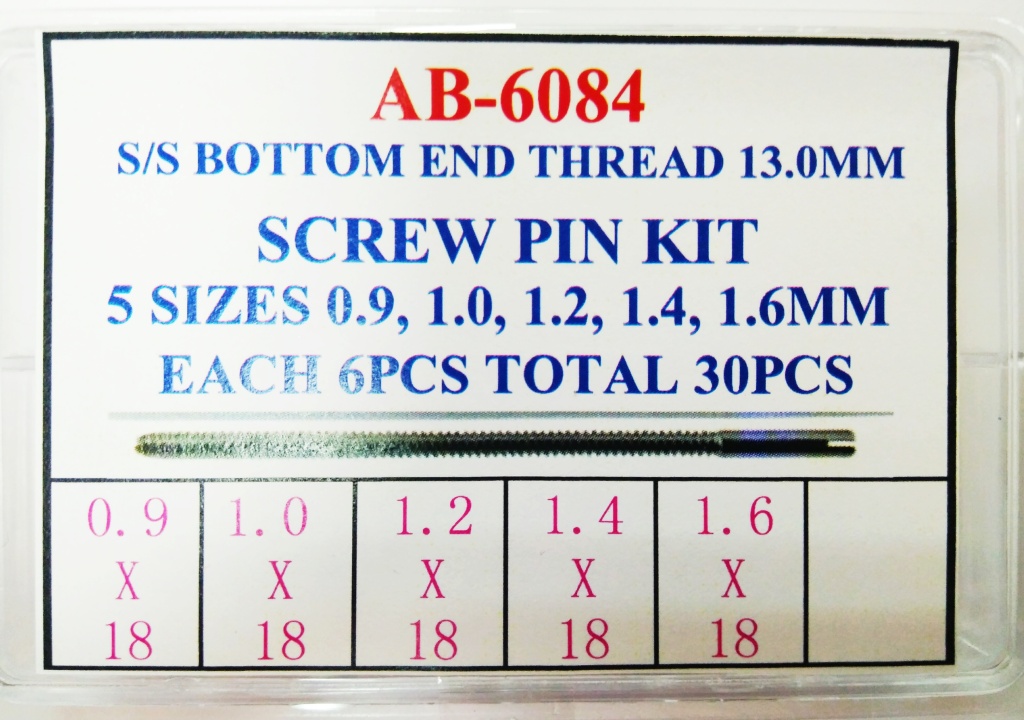 AB-6084
S/S BOTTOM END THREAD 13.0MM
SCREW PIN KIT
5 SIZES 0.9, 1.0, 1.2, 1.4, 1.6MM
EACH 6PCS TOTAL 30PCS
0.9 1.0 1.2 1.4 1.6
X X X X X
18 18 18 18 18